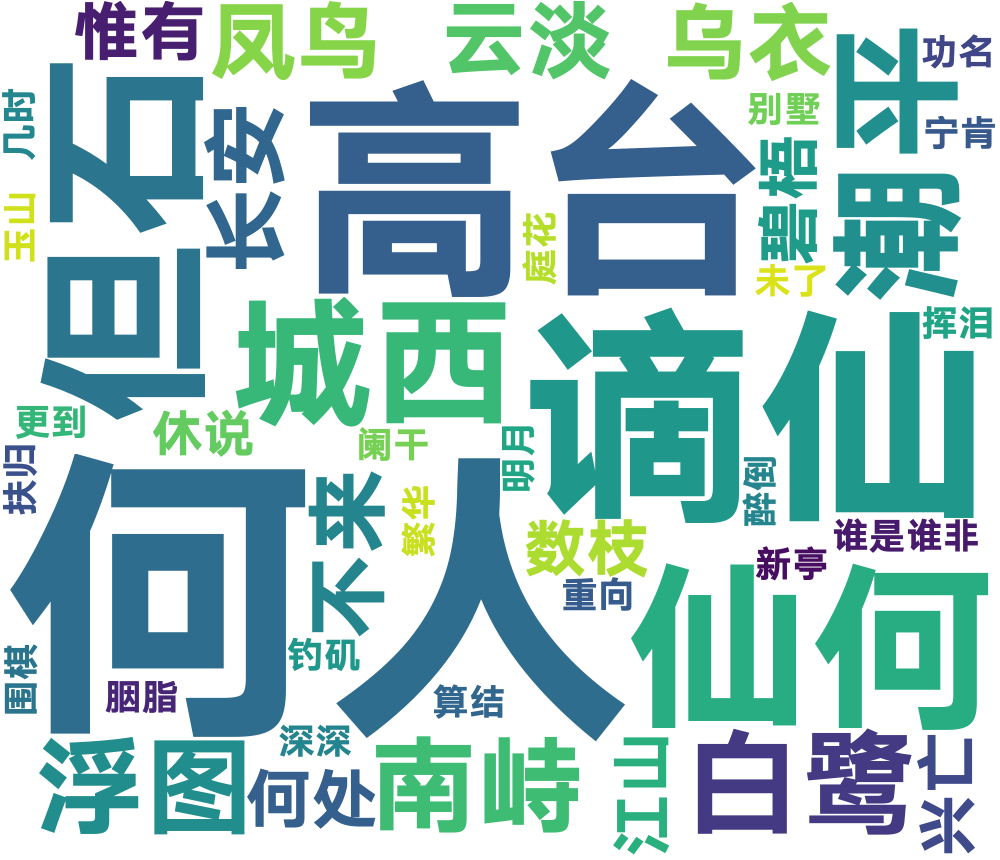 惟有
凤鸟
云淡
乌衣
功名
几时
但石
长安
高台
别墅
平
潮
宁肯
碧梧
玉山
庭花
未了
城西
谪仙
挥泪
更到
休说
阑干
明月
扶归
何人
不来
繁华
数枝
醉倒
谁是谁非
新亭
重向
仙何
钓矶
围棋
胭脂
算结
深深
浮图
何处
南峙
江山
白鹭
兴亡